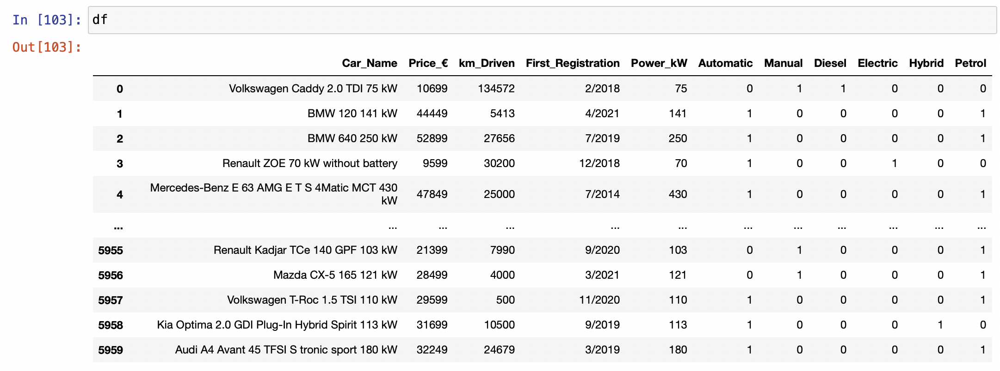 In [103]: df
Out[103]:
Car_Name Price_€ km_Driven First_Registration Power_kW Automatic Manual Diesel Electric Hybrid Petrol
0 Volkswagen Caddy 2.0 TDI 75 kW 10699 134572 2/2018 75 0 1 1 0 0 0
1 BMW 120 141 kW 44449 5413 4/2021 141 1 0 0 0 0 1
2 BMW 640 250 kW 52899 27656 7/2019 250 1 0 0 0 0 1
3 Renault ZOE 70 kW without battery 9599 30200 12/2018 70 1 0 0 1 0 0
4 Mercedes-Benz E 63 AMG E T S 4Matic MCT 430
kW 47849 25000 7/2014 430 1 0 0 0 0 1
... ... ... ... ... ... ... ... ... ... ... ...
5955 Renault Kadjar TCe 140 GPF 103 kW 21399 7990 9/2020 103 0 1 0 0 0 1
5956 Mazda CX-5 165 121 kW 28499 4000 3/2021 121 0 1 0 0 0 1
5957 Volkswagen T-Roc 1.5 TSI 110 kW 29599 500 11/2020 110 1 0 0 0 0 1
5958 Kia Optima 2.0 GDI Plug-In Hybrid Spirit 113 kW 31699 10500 9/2019 113 1 0 0 0 1 0
5959 Audi A4 Avant 45 TFSI S tronic sport 180 kW 32249 24679 3/2019 180 1 0 0 0 0 1